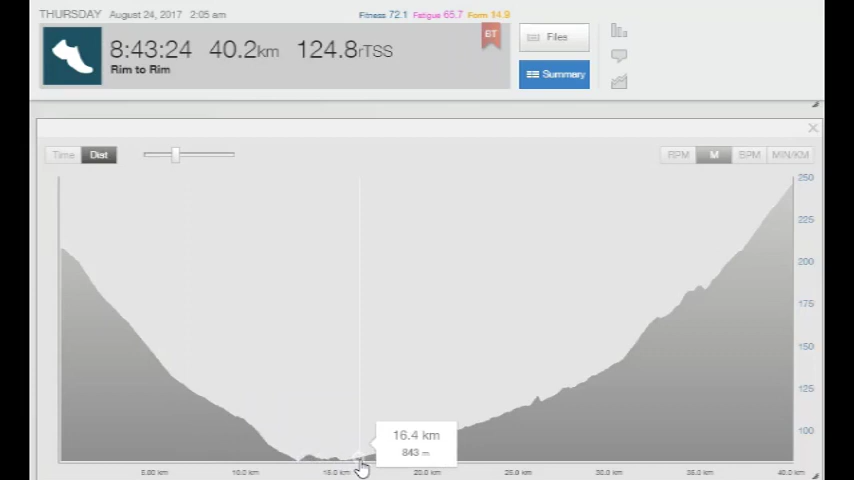 THURSDAY August 24, 2017 2:05 am
Fitness 72.1 Fatigue 65.7 Form 14.9
8:43:24 40.2km 124.8rTSS
Rim to Rim
6T
Files
Summary
Time Dist
RPM M BPM MIN/KM
250
225
200
175
150
125
100
16.4 km
843 m
5.00 km 10.0 km 15.0 km 20.0 km 25.0 km 30.0 km 35.0 km 40.0 km